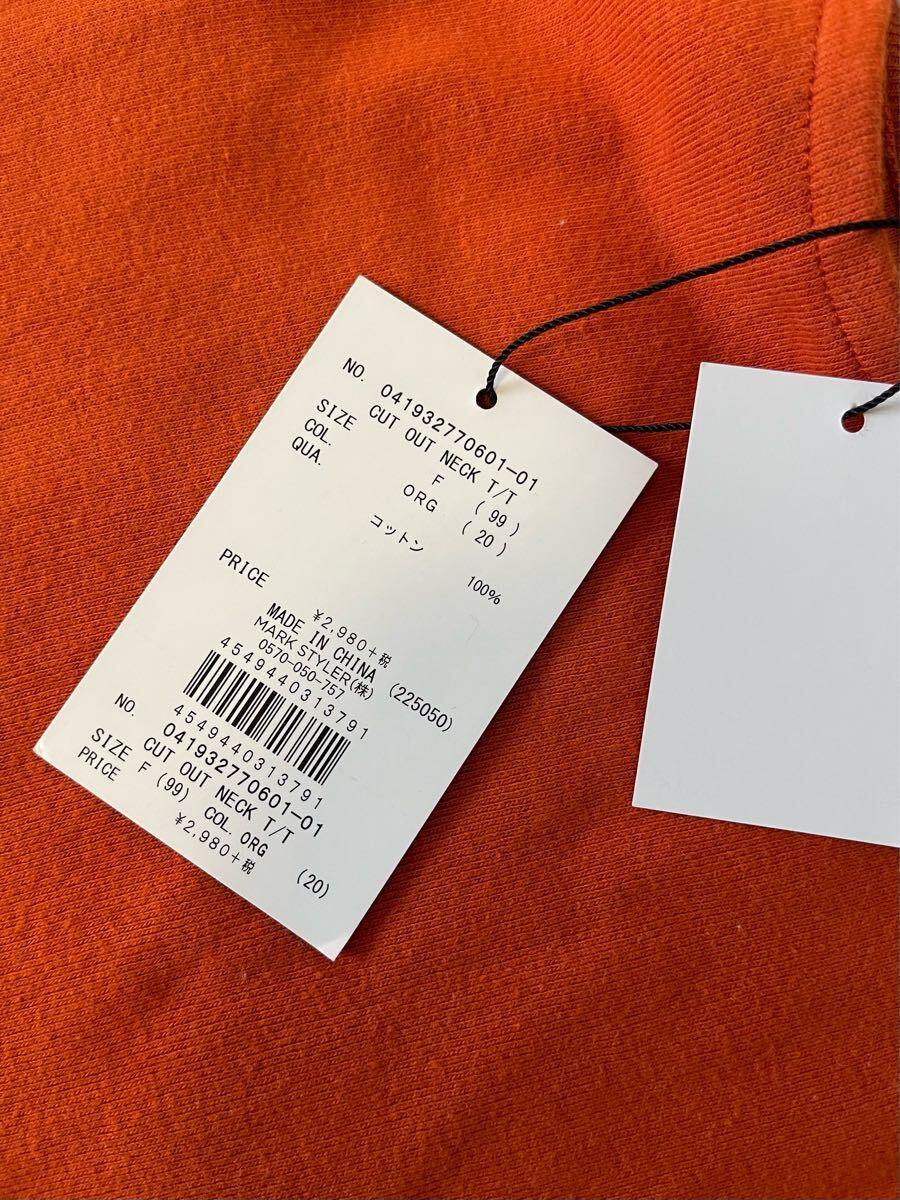 NO. 041932770601-01
CUT OUT NECK T/T
SIZE F (99)
COL. ORG (20)
QUA. コットン 100%
PRICE ¥2,980+税
MADE IN CHINA (225050)
MARK STYLER(株)
0570-050-757
4549440313791
4549440313791
NO. 041932770601-01
CUT OUT NECK T/T
SIZE F (99) COL. ORG (20)
PRICE ¥2,980+税